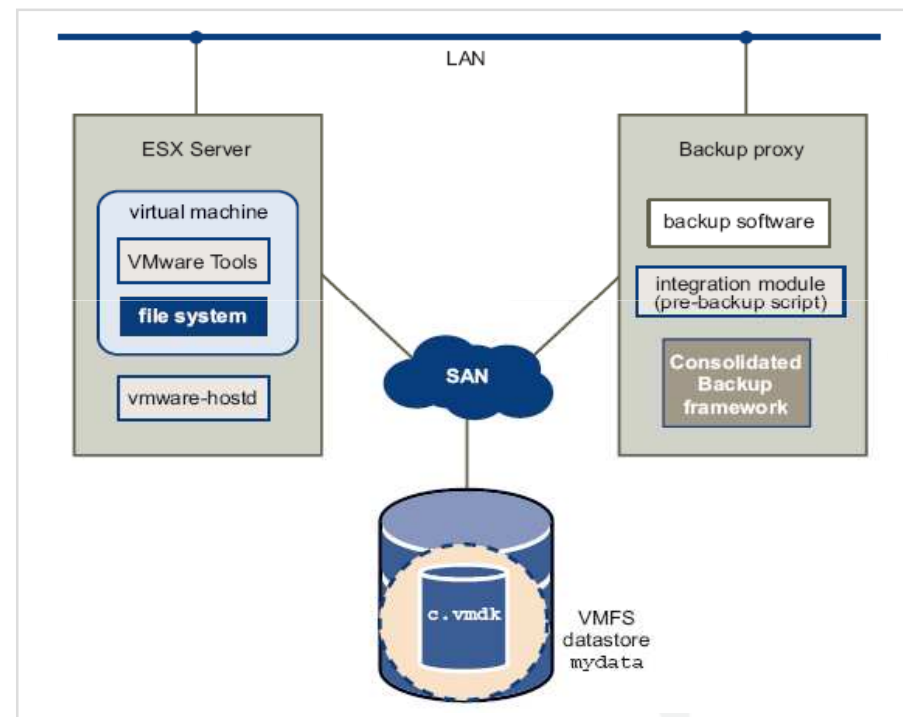 LAN
ESX Server
virtual machine
VMware Tools
file system
vmware-hostd
Backup proxy
backup software
integration module
(pre-backup script)
Consolidated
Backup
framework
SAN
c.vmdk
VMFS
datastore
mydata